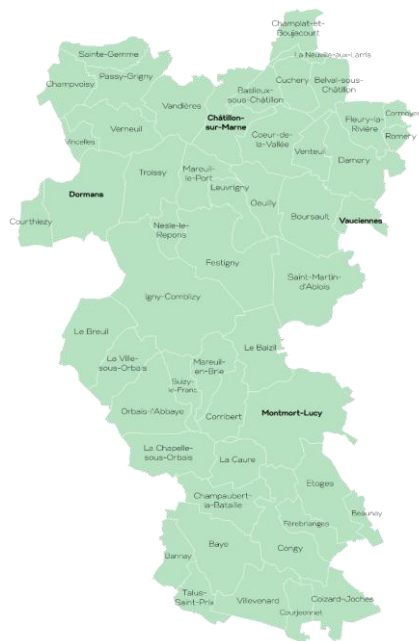 Champlat-et-
Boujacourt
Sainte-Gemme
La Neuville-aux-Larris
Passy-Grigny
Cuchery
Belval-sous-
Châtillon
Champvoisy
Baslieux-
sous-Châtillon
Vandières
Cormoyeux
Châtillon-
sur-Marne
Fleury-la-
Rivière
Verneuil
Romery
Vincelles
Coeur-de-
la-Vallée
Venteuil
Damery
Troissy
Mareuil-
le-Port
Leuvrigny
Dormans
Oeuilly
Boursault
Vauciennes
Courthiezy
Nesle-le-
Repons
Festigny
Saint-Martin-
d'Ablois
Igny-Comblizy
Le Breuil
Le Baizil
La Ville-
sous-Orbais
Mareuil-
en-Brie
Suizy-
le-Franc
Orbais-l'Abbaye
Corribert
Montmort-Lucy
La Chapelle-
sous-Orbais
La Caure
Etoges
Champaubert-
la-Bataille
Beaunay
Fèrebrianges
Baye
Bannay
Congy
Talus-
Saint-Prix
Villevenard
Coizard-Joches
Courjeonnet